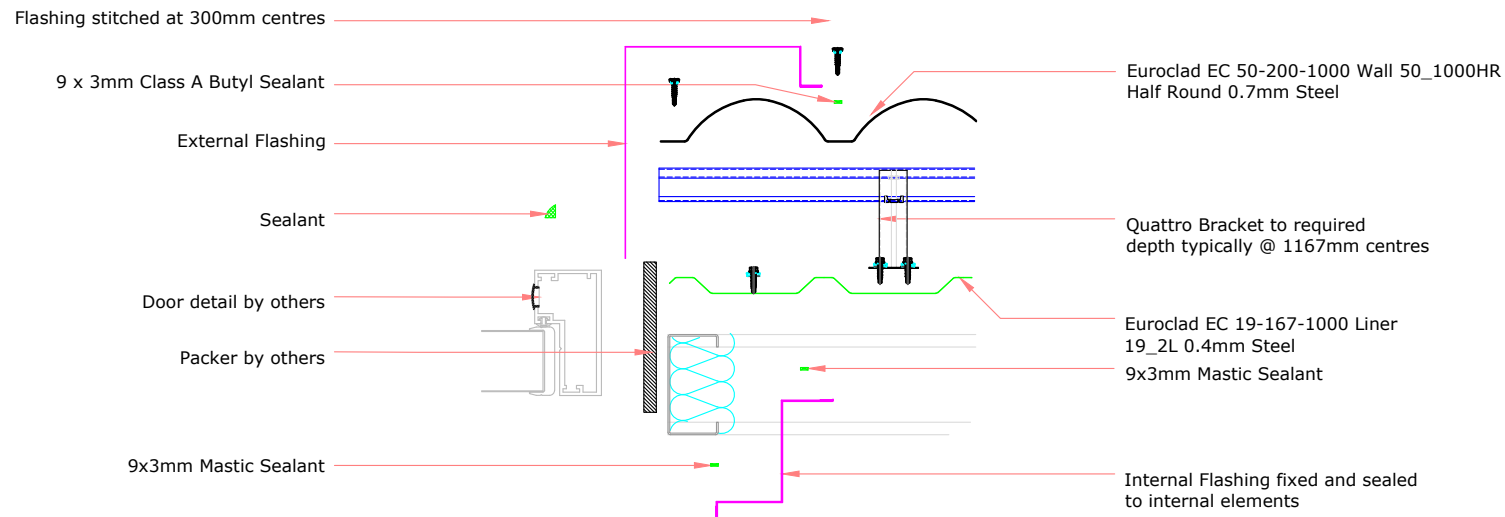 Flashing stitched at 300mm centres
9 x 3mm Class A Butyl Sealant
External Flashing
Sealant
Door detail by others
Packer by others
9x3mm Mastic Sealant
Euroclad EC 50-200-1000 Wall 50_1000HR
Half Round 0.7mm Steel
Quattro Bracket to required
depth typically @ 1167mm centres
Euroclad EC 19-167-1000 Liner
19_2L 0.4mm Steel
9x3mm Mastic Sealant
Internal Flashing fixed and sealed
to internal elements